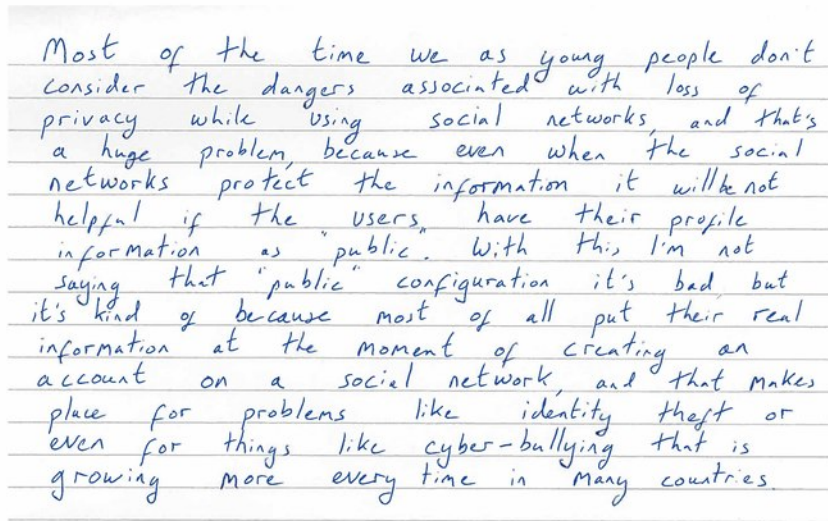 Most of the time we as young people don't
consider the dangers associated with loss of
privacy while using social networks, and that's
a huge problem, because even when the social
networks protect the information it will be not
helpful if the users, have their profile
information as "public". With this, I'm not
saying that "public" configuration it's bad but
it's kind of because most of all put their real
information at the moment of creating an
account on a social network, and that makes
place for problems like identity theft or
even for things like cyber-bullying that is
growing more every time in many countries.